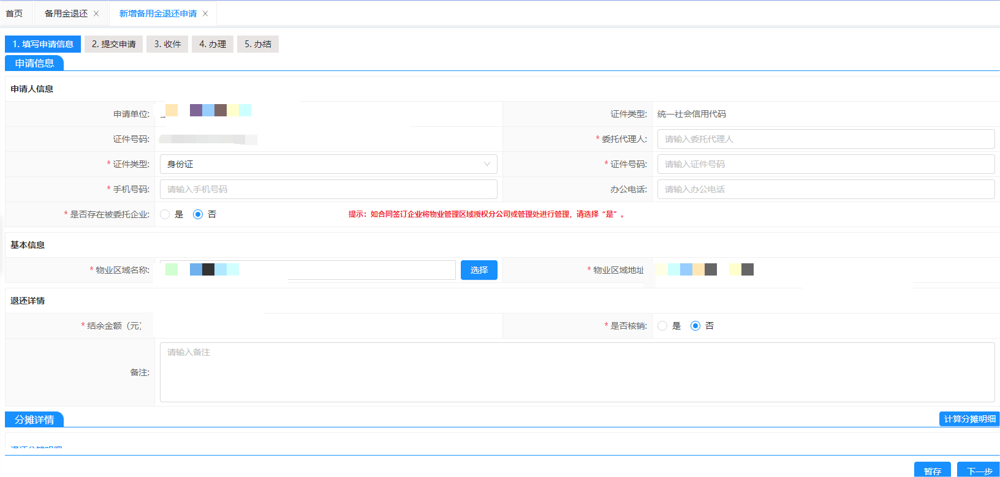 首页 备用金退还 新增备用金退还申请
1. 填写申请信息 2. 提交申请 3. 收件 4. 办理 5. 办结
申请信息
申请人信息
申请单位: 证件类型: 统一社会信用代码
证件号码: * 委托代理人: 请输入委托代理人
* 证件类型: 身份证 * 证件号码: 请输入证件号码
* 手机号码: 请输入手机号码 办公电话: 请输入办公电话
* 是否存在被委托企业: 是 否 提示：如合同签订企业将物业管理区域授权分公司或管理处进行管理，请选择“是”。
基本信息
* 物业区域名称: 选择 * 物业区域地址
退还详情
* 结余金额（元） * 是否核销: 是 否
备注: 请输入备注
分摊详情 计算分摊明细
退还分摊明细
暂存 下一步